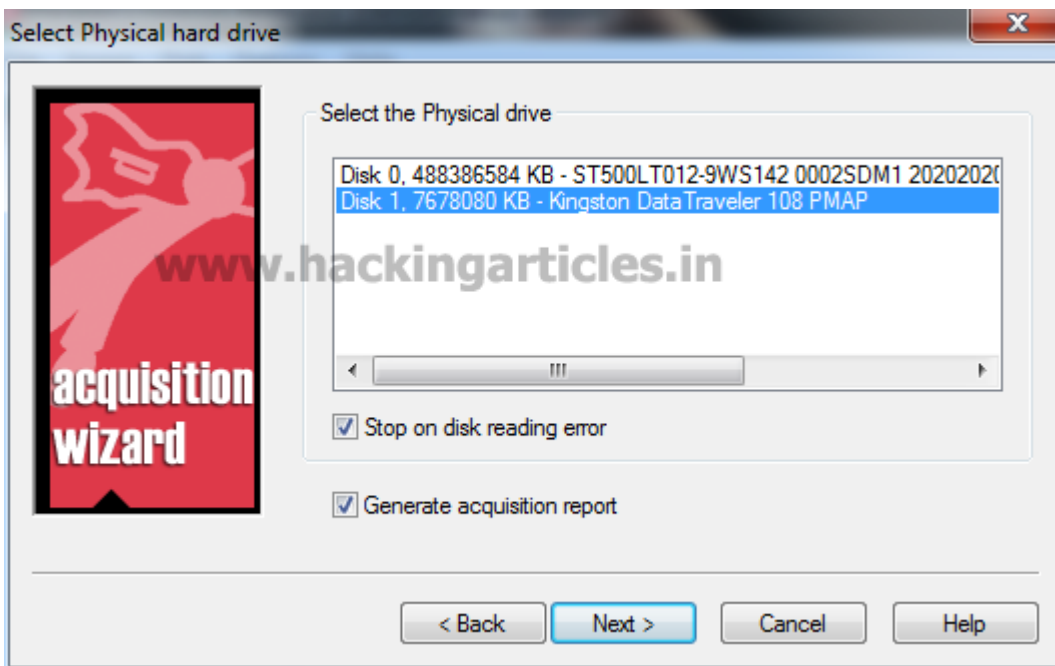 Select Physical hard drive
Select the Physical drive
Disk 0, 488386584 KB - ST500LT012-9WS142 0002SDM1 2020202
Disk 1, 7678080 KB - Kingston DataTraveler 108 PMAP
www.hackingarticles.in
acquisition
wizard
Stop on disk reading error
Generate acquisition report
< Back
Next >
Cancel
Help